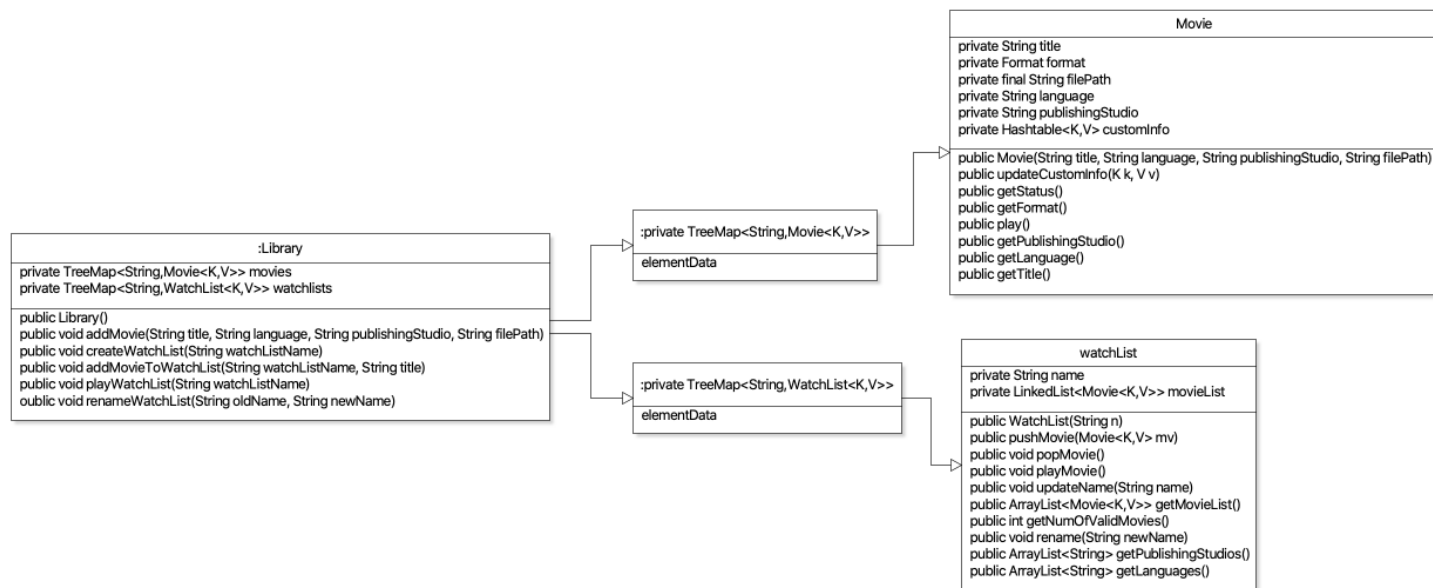 Movie
private String title
private Format format
private final String filePath
private String language
private String publishingStudio
private Hashtable<K,V> customInfo
public Movie(String title, String language, String publishingStudio, String filePath)
public updateCustomInfo(K k, V v)
public getStatus()
public getFormat()
public play()
public getPublishingStudio()
public getLanguage()
public getTitle()
:private TreeMap<String,Movie<K,V>>
elementData
:Library
private TreeMap<String,Movie<K,V>> movies
private TreeMap<String,WatchList<K,V>> watchlists
public Library()
public void addMovie(String title, String language, String publishingStudio, String filePath)
public void createWatchList(String watchListName)
public void addMovieToWatchList(String watchListName, String title)
public void playWatchList(String watchListName)
oublic void renameWatchList(String oldName, String newName)
:private TreeMap<String,WatchList<K,V>>
elementData
watchList
private String name
private LinkedList<Movie<K,V>> movieList
public WatchList(String n)
public pushMovie(Movie<K,V> mv)
public void popMovie()
public void playMovie()
public void updateName(String name)
public ArrayList<Movie<K,V>> getMovieList()
public int getNumOfValidMovies()
public void rename(String newName)
public ArrayList<String> getPublishingStudios()
public ArrayList<String> getLanguages()